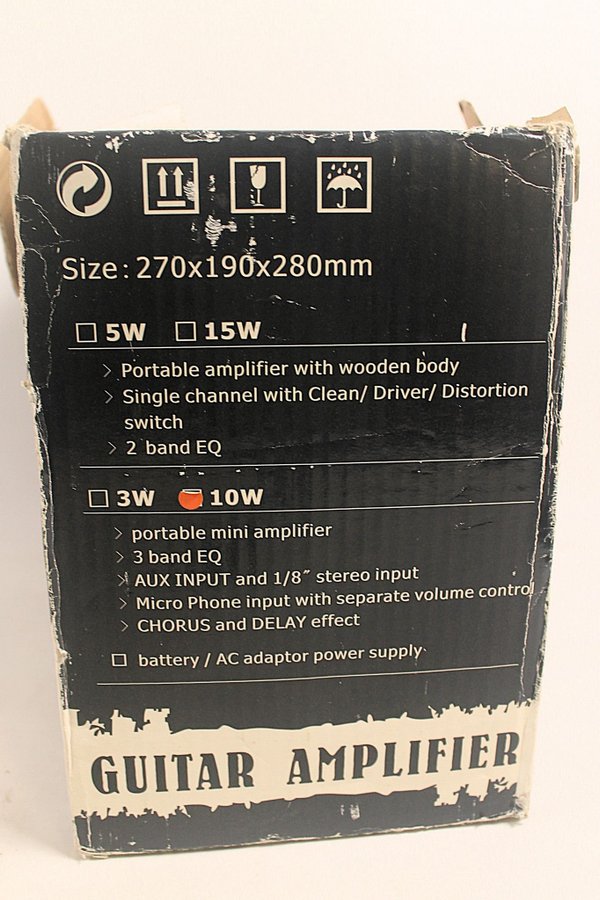 Size: 270x190x280mm
5W 15W
Portable amplifier with wooden body
Single channel with Clean/ Driver/ Distortion
switch
2 band EQ
3W 10W
portable mini amplifier
3 band EQ
AUX INPUT and 1/8″ stereo input
Micro Phone input with separate volume control
CHORUS and DELAY effect
battery / AC adaptor power supply
GUITAR AMPLIFIER